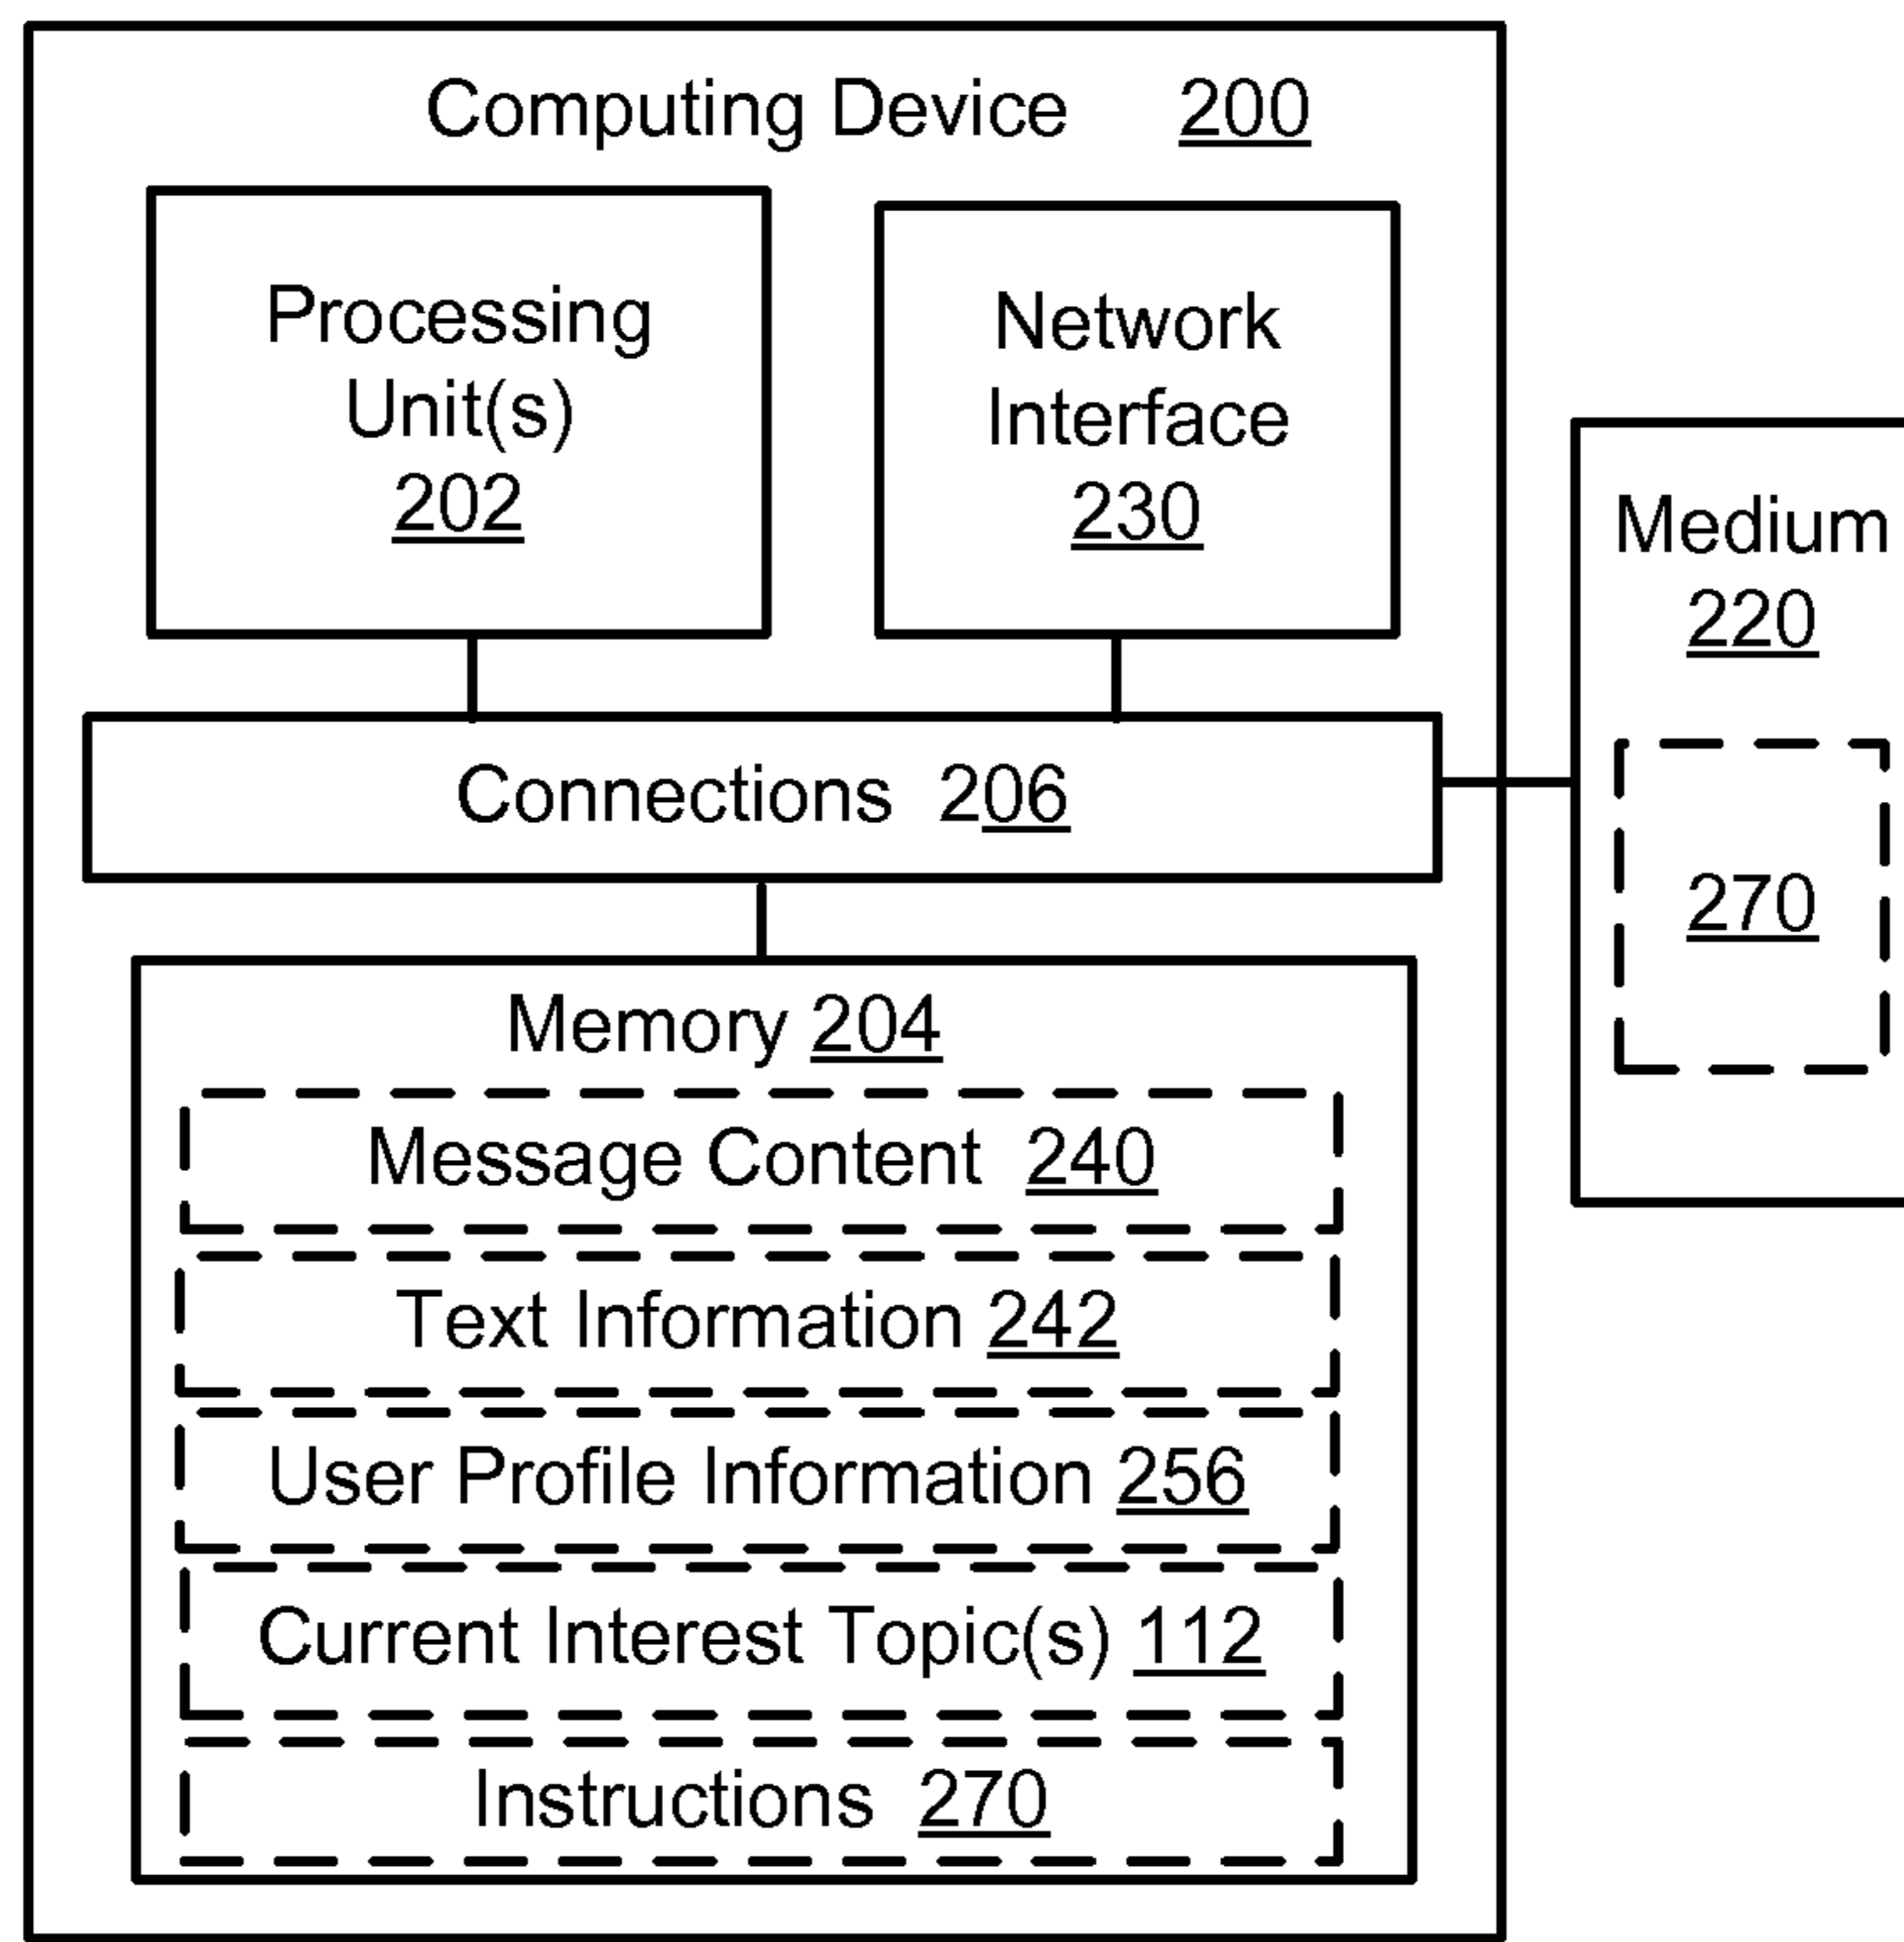 Computing Device 200
Processing
Unit(s)
202
Network
Interface
230
Connections 206
Memory 204
Message Content 240
Text Information 242
User Profile Information 256
Current Interest Topic(s) 112
Instructions 270
Medium
220
270